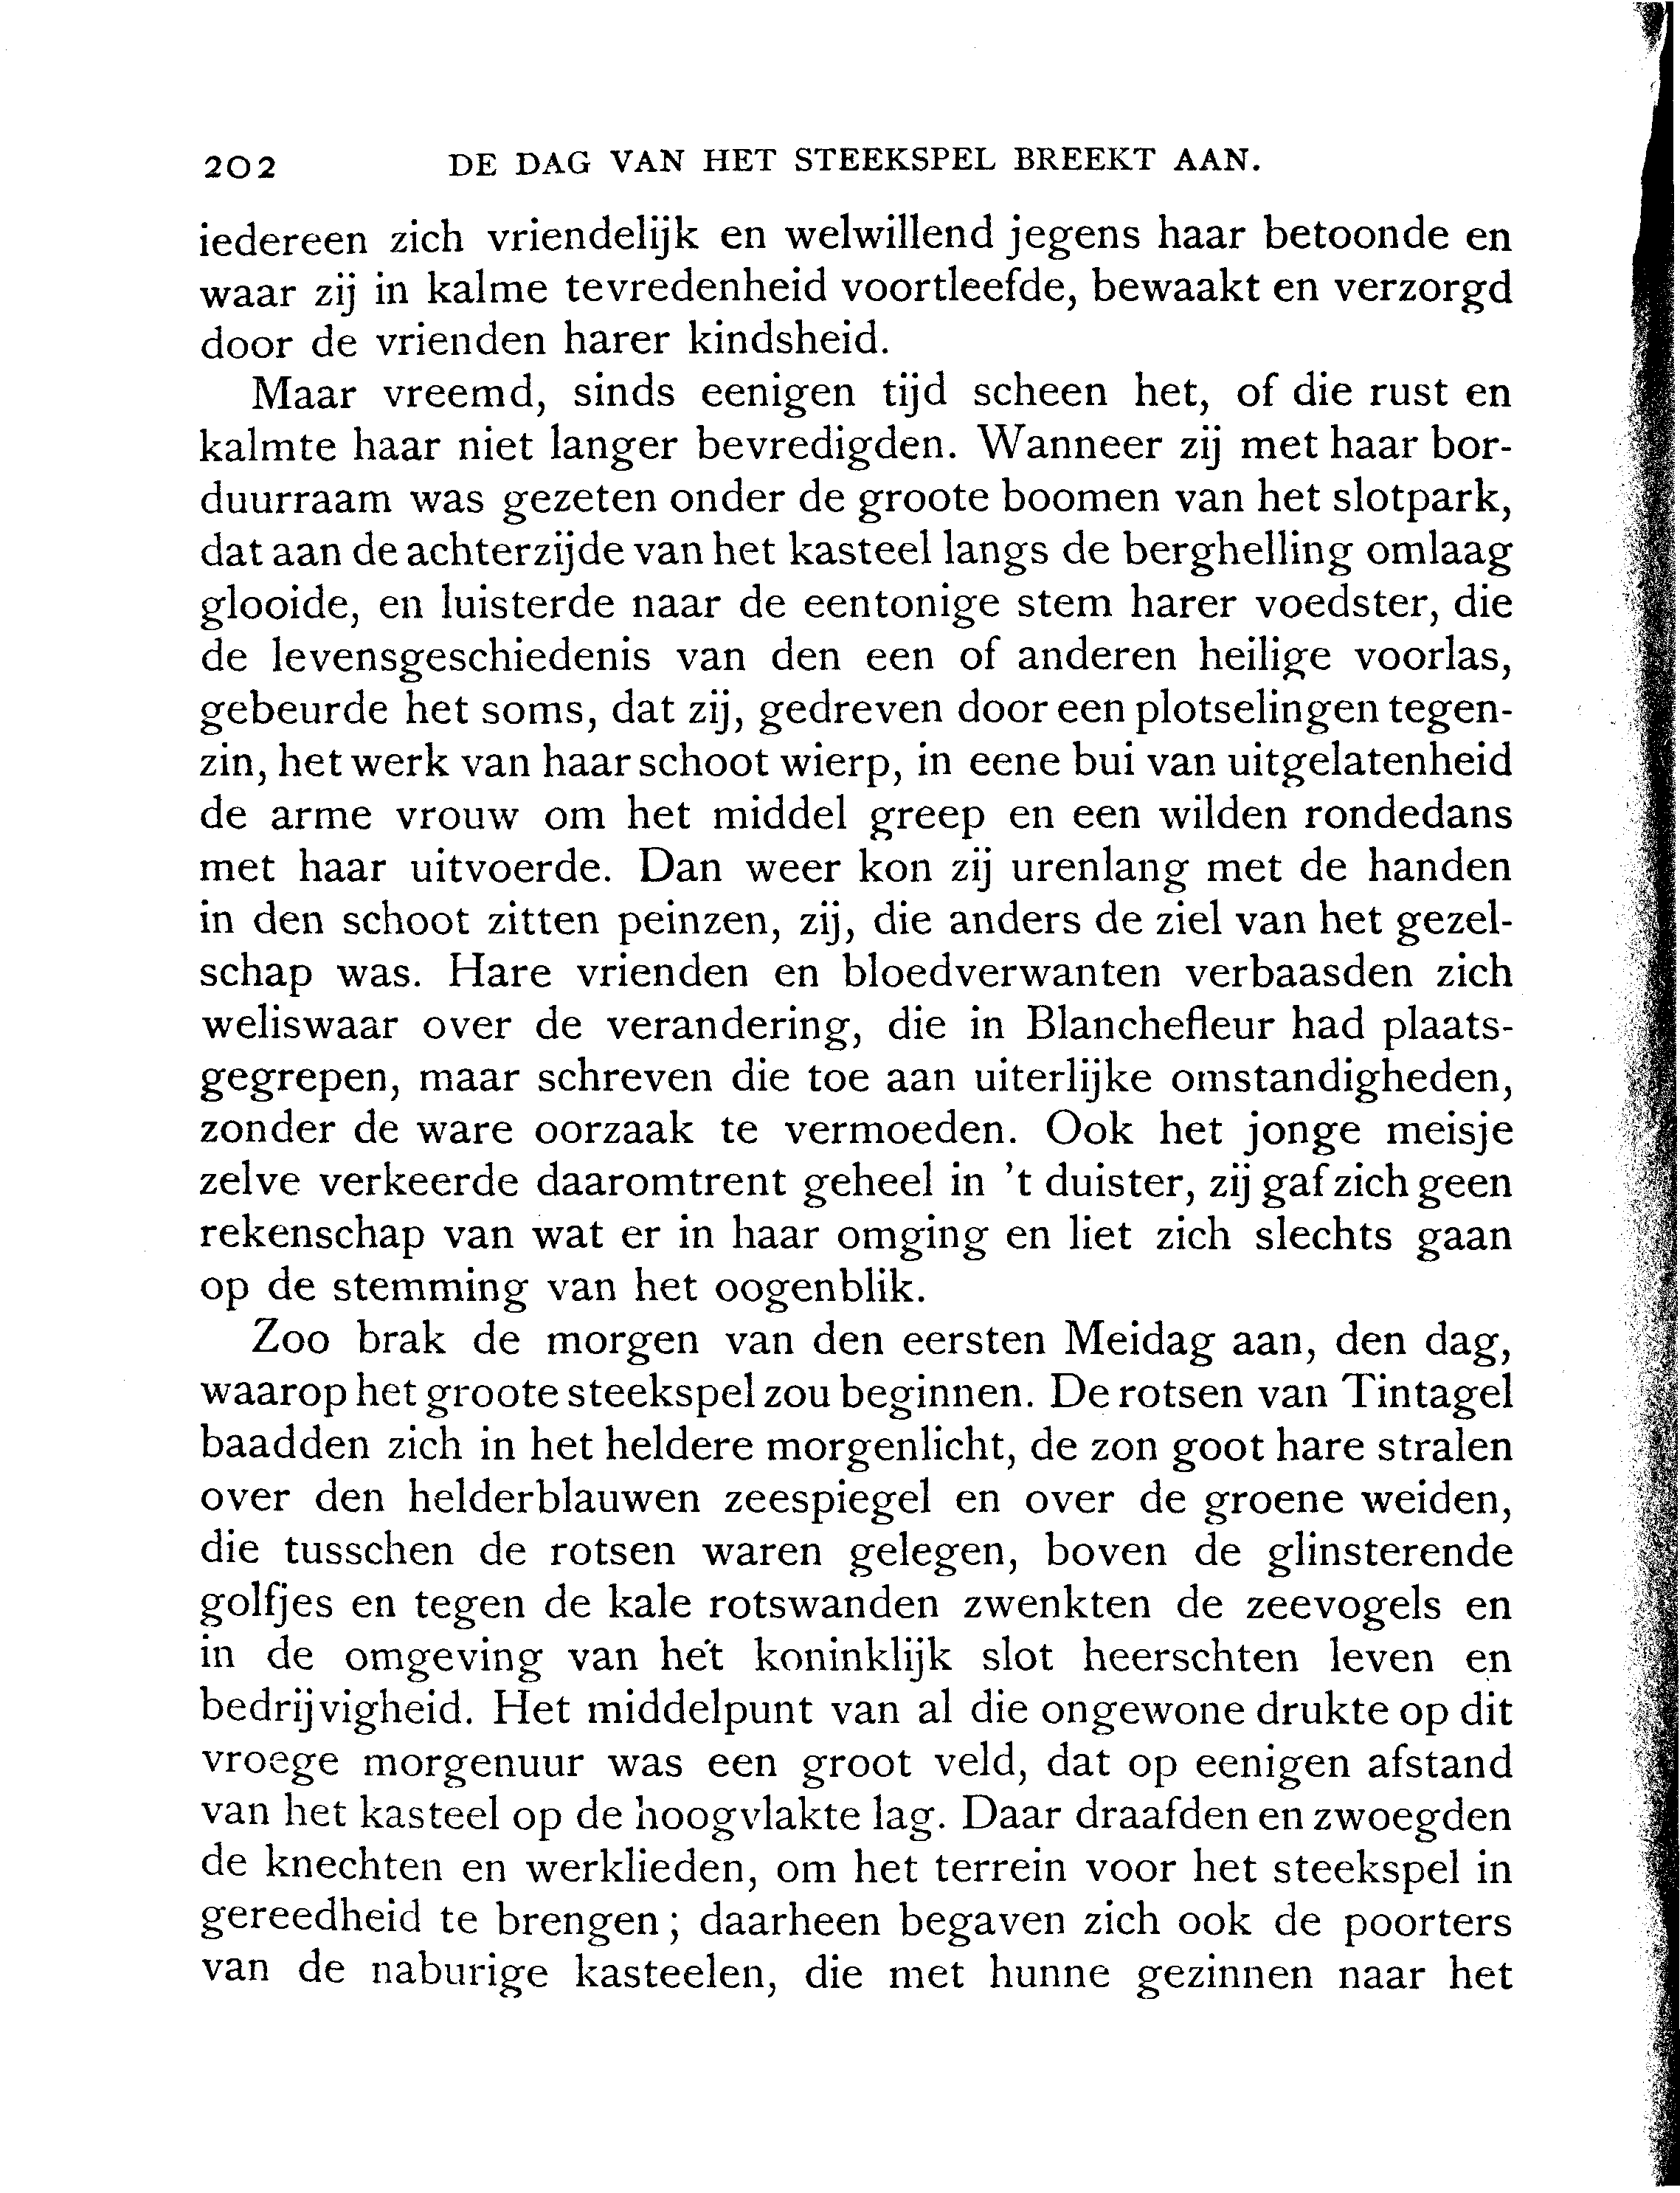 202 DE DAG VAN HET STEEKSPEL BREEKT AAN.
iedereen zich vriendelijk en welwillend jegens haar betoonde en
waar zij in kalme tevredenheid voortleefde, bewaakt en verzorgd
door de vrienden harer kindsheid.
Maar vreemd, sinds eenigen tijd scheen het, of die rust en
kalmte haar niet langer bevredigden. Wanneer zij met haar bor-
duurraam was gezeten onder de groote boomen van het slotpark,
dat aan de achterzijde van het kasteel langs de berghelling omlaag
glooide, en luisterde naar de eentonige stem harer voedster, die
de levensgeschiedenis van den een of anderen heilige voorlas,
gebeurde het soms, dat zij, gedreven door een plotselingen tegen-
zin, het werk van haar schoot wierp, in eene bui van uitgelatenheid
de arme vrouw om het middel greep en een wilden rondedans
met haar uitvoerde. Dan weer kon zij urenlang met de handen
in den schoot zitten peinzen, zij, die anders de ziel van het gezel-
schap was. Hare vrienden en bloedverwanten verbaasden zich
weliswaar over de verandering, die in Blanchefleur had plaats-
gegrepen, maar schreven die toe aan uiterlijke omstandigheden,
zonder de ware oorzaak te vermoeden. Ook het jonge meisje
zelve verkeerde daaromtrent geheel in 't duister, zij gaf zich geen
rekenschap van wat er in haar omging en liet zich slechts gaan
op de stemming van het oogenblik.
Zoo brak de morgen van den eersten Meidag aan, den dag,
waarop het groote steekspel zou beginnen. De rotsen van Tintagel
baadden zich in het heldere morgenlicht, de zon goot hare stralen
over den helderblauwen zeespiegel en over de groene weiden,
die tusschen de rotsen waren gelegen, boven de glinsterende
golfjes en tegen de kale rotswanden zwenkten de zeevogels en
in de omgeving van het koninklijk slot heerschten leven en
bedrijvigheid. Het middelpunt van al die ongewone drukte op dit
vroege morgenuur was een groot veld, dat op eenigen afstand
van het kasteel op de hoogvlakte lag. Daar draafden en zwoegden
de knechten en werklieden, om het terrein voor het steekspel in
gereedheid te brengen; daarheen begaven zich ook de poorters
van de naburige kasteelen, die met hunne gezinnen naar het